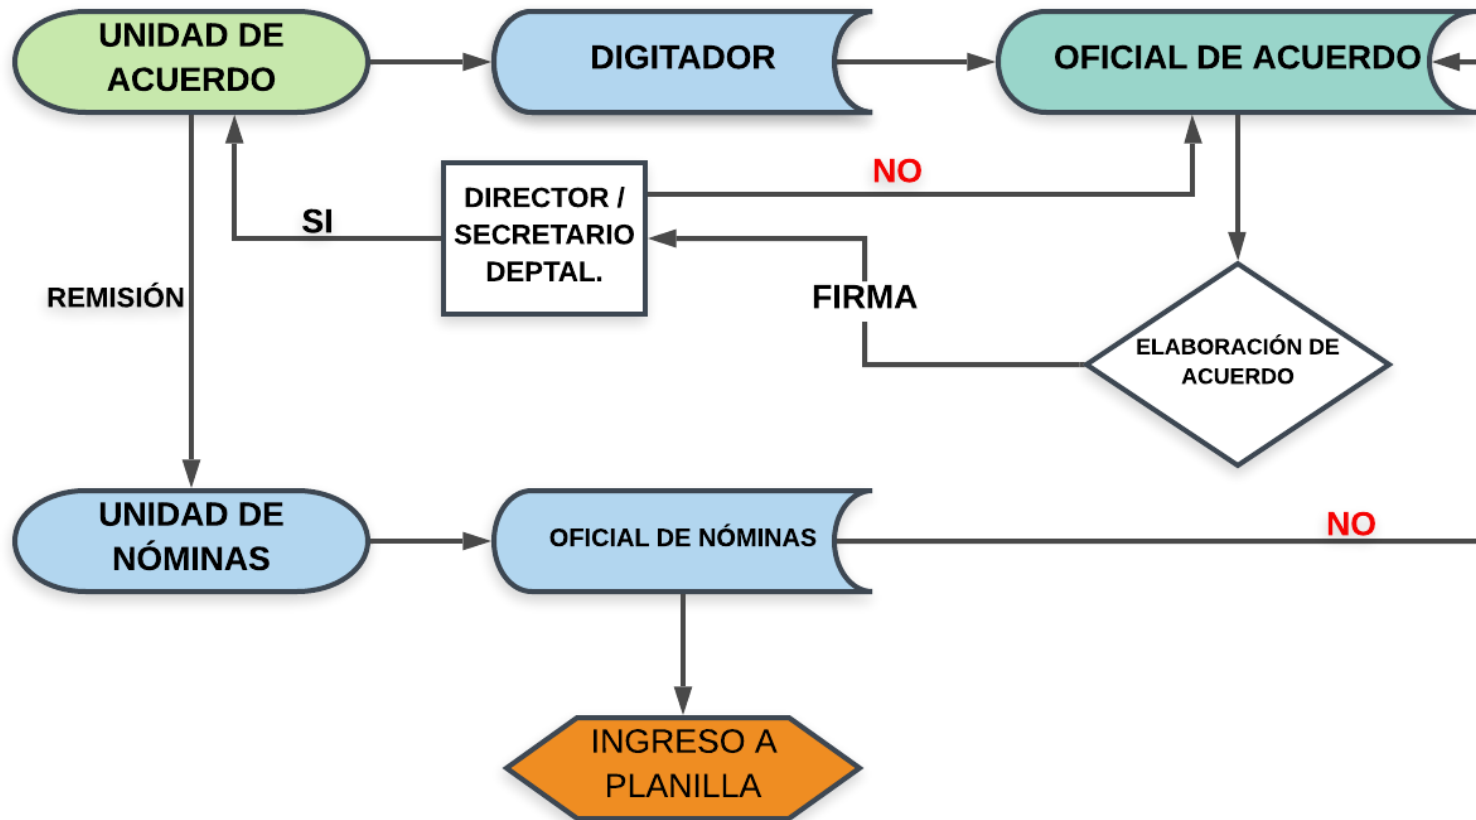 UNIDAD DE
ACUERDO
DIGITADOR
OFICIAL DE ACUERDO
NO
DIRECTOR /
SECRETARIO
DEPTAL.
SI
FIRMA
REMISIÓN
ELABORACIÓN DE
ACUERDO
UNIDAD DE
NÓMINAS
OFICIAL DE NÓMINAS
NO
INGRESO A
PLANILLA